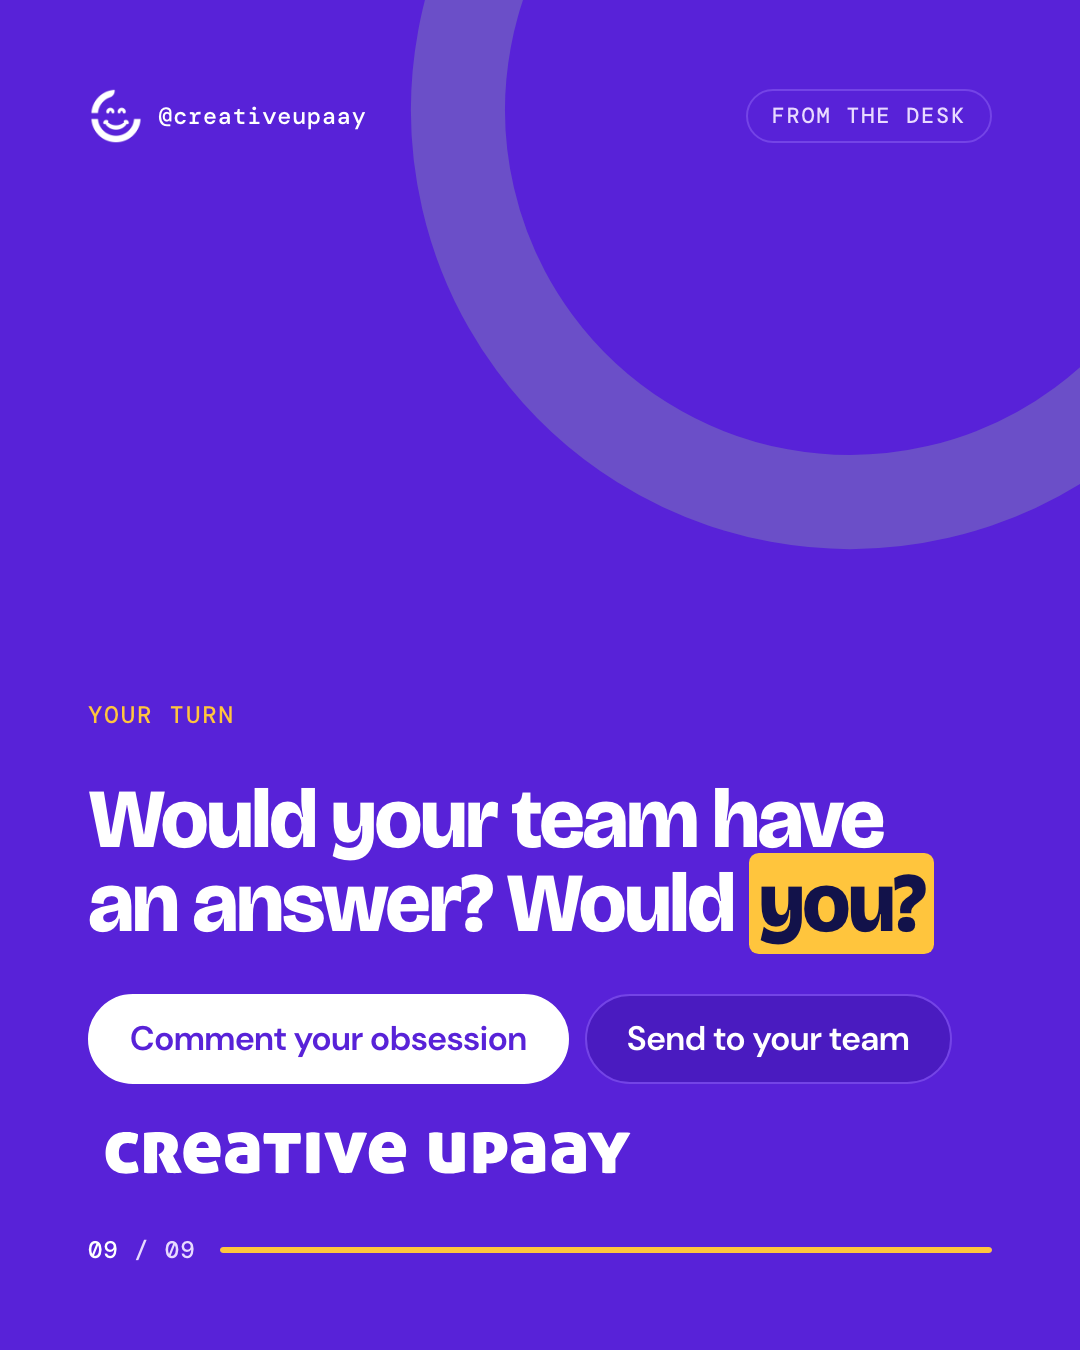 @creativeupaay
FROM THE DESK
YOUR TURN
Would your team have
an answer? Would you?
Comment your obsession
Send to your team
CREATIVE UPAAY
09 / 09